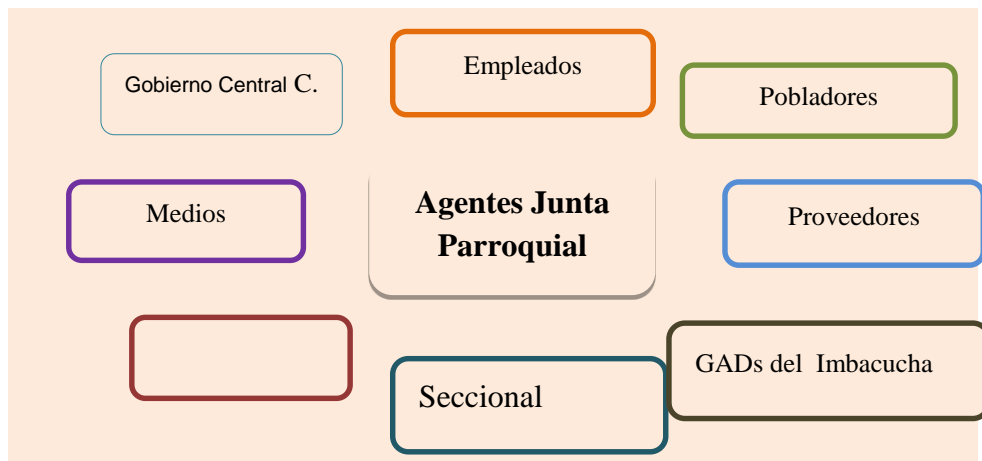 Gobierno Central C.
Empleados
Pobladores
Medios
Agentes Junta
Parroquial
Proveedores
GADs del Imbacucha
Seccional